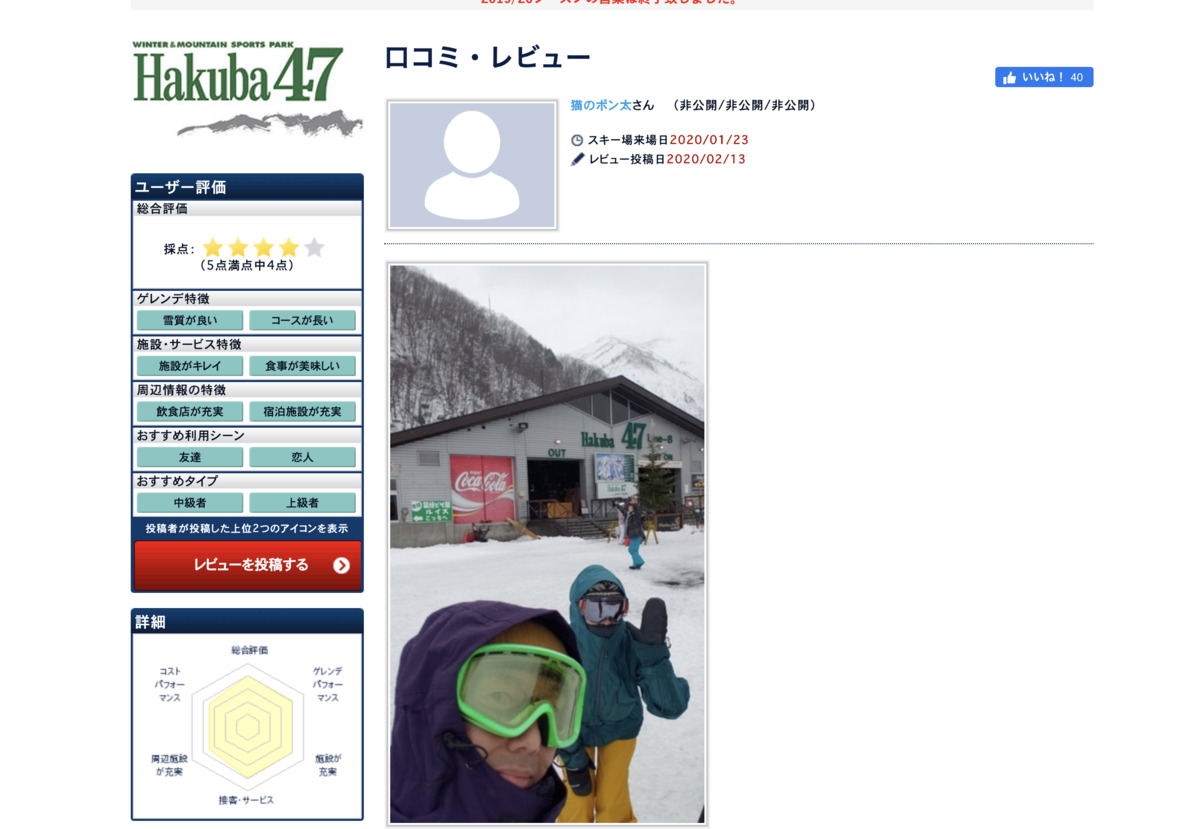 WINTER & MOUNTAIN SPORTS PARK
Hakuba 47
口コミ・レビュー
いいね！ 40
猫のポン太さん （非公開/非公開/非公開）
スキー場来場日2020/01/23
レビュー投稿日2020/02/13
ユーザー評価
総合評価
採点：
（5点満点中4点）
ゲレンデ特徴
雪質が良い
コースが長い
施設・サービス特徴
施設がキレイ
食事が美味しい
周辺情報の特徴
飲食店が充実
宿泊施設が充実
おすすめ利用シーン
友達
恋人
おすすめタイプ
中級者
上級者
投稿者が投稿した上位2つのアイコンを表示
レビューを投稿する
詳細
総合評価
コスト
パフォー
マンス
ゲレンデ
パフォー
マンス
周辺施設
が充実
施設が
充実
接客・サービス
Hakuba 47
OUT
Coca-Cola
Hakuba 47